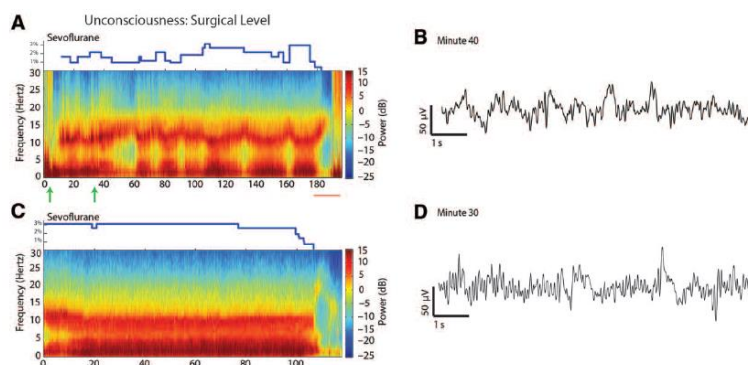 Unconsciousness: Surgical Level
A
Sevoflurane
3%
2%
1%
30
25
20
15
10
5
0
Frequency (Hertz)
15
10
5
0
−5
−10
−15
−20
−25
Power (dB)
0 20 40 60 80 100 120 140 160 180
B Minute 40
50 µV
1 s
C
Sevoflurane
3%
2%
1%
30
25
20
15
10
5
0
Frequency (Hertz)
15
10
5
0
−5
−10
−15
−20
−25
Power (dB)
0 20 40 60 80 100
D Minute 30
50 µV
1 s